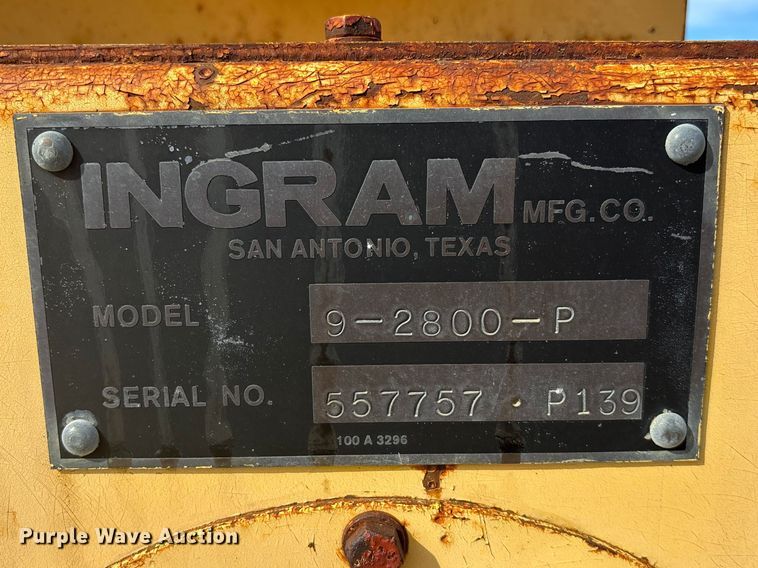 INGRAM MFG. CO.
SAN ANTONIO, TEXAS
MODEL 9-2800-P
SERIAL NO. 557757 · P139
100 A 3296
Purple Wave Auction